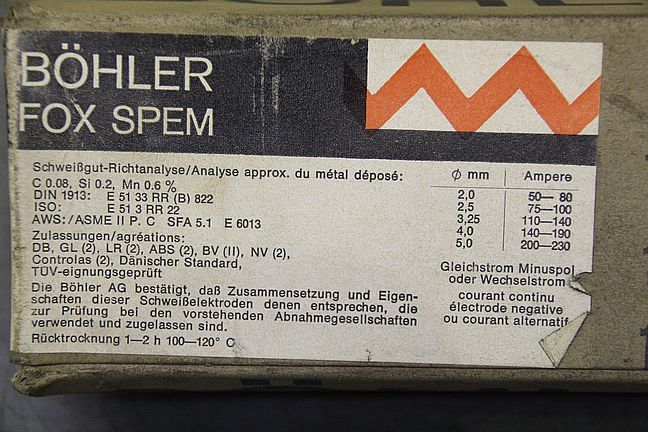 BÖHLER
FOX SPEM
Schweißgut-Richtanalyse/Analyse approx. du métal déposé:
C 0.08, Si 0.2, Mn 0.6 %
DIN 1913: E 51 33 RR (B) 822
ISO: E 51 3 RR 22
AWS:/ASME II P. C SFA 5.1 E 6013
Zulassungen/agréations:
DB, GL (2), LR (2), ABS (2), BV (II), NV (2),
Controlas (2), Dänischer Standard,
TÜV-eignungsgeprüft
Die Böhler AG bestätigt, daß Zusammensetzung und Eigen-
schaften dieser Schweißelektroden denen entsprechen, die
zur Prüfung bei den vorstehenden Abnahmegesellschaften
verwendet und zugelassen sind.
Rücktrocknung 1—2 h 100—120° C
Ø mm Ampere
2,0 50— 80
2,5 75—100
3,25 110—140
4,0 140—190
5,0 200—230
Gleichstrom Minuspol
oder Wechselstrom
courant continu
électrode negative
ou courant alternatif